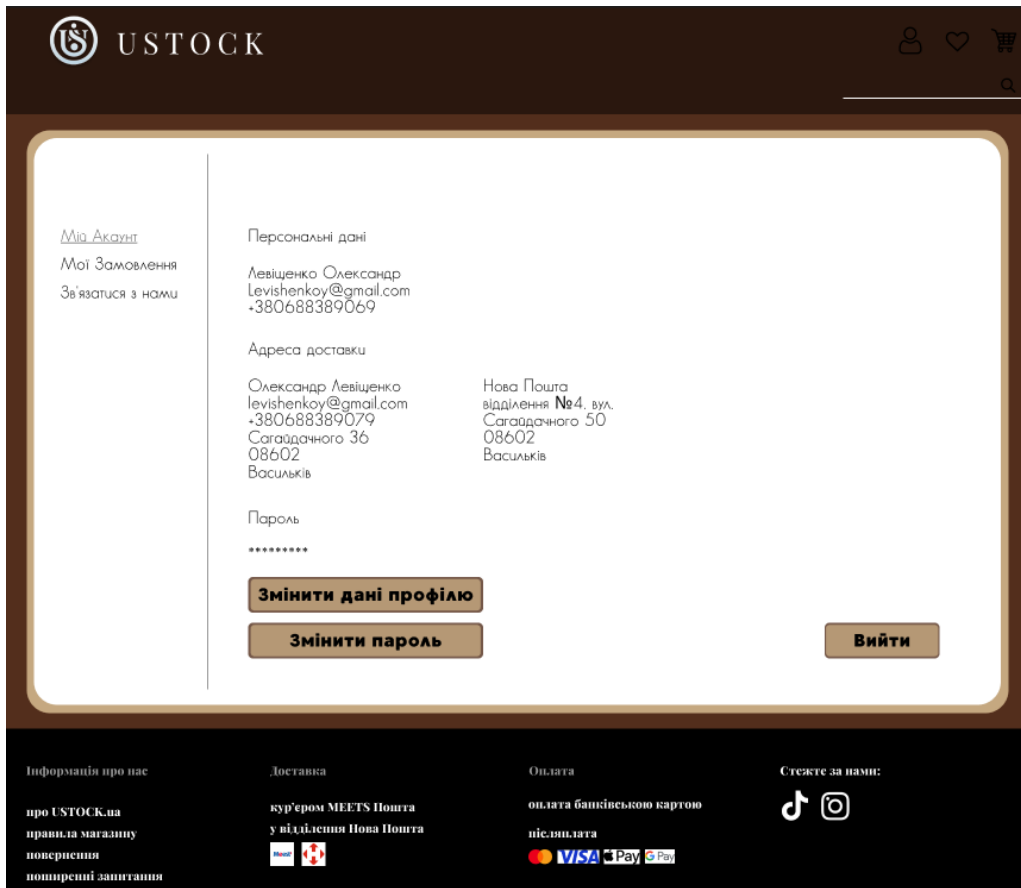 USTOCK
Мій Акаунт
Мої Замовлення
Зв'язатися з нами
Персональні дані
Левіщенко Олександр
Levishenkoy@gmail.com
+380688389069
Адреса доставки
Олександр Левіщенко
levishenkoy@gmail.com
+380688389079
Сагайдачного 36
08602
Васильків
Нова Пошта
відділення №4. вул.
Сагайдачного 50
08602
Васильків
Пароль
*********
Змінити дані профілю
Змінити пароль
Вийти
Інформація про нас
про USTOCK.ua
правила магазину
повернення
поширенні запитання
Доставка
кур'єром MEETS Пошта
у відділення Нова Пошта
Meest
Оплата
оплата банківською картою
післяплата
VISA Pay G Pay
Стежте за нами: